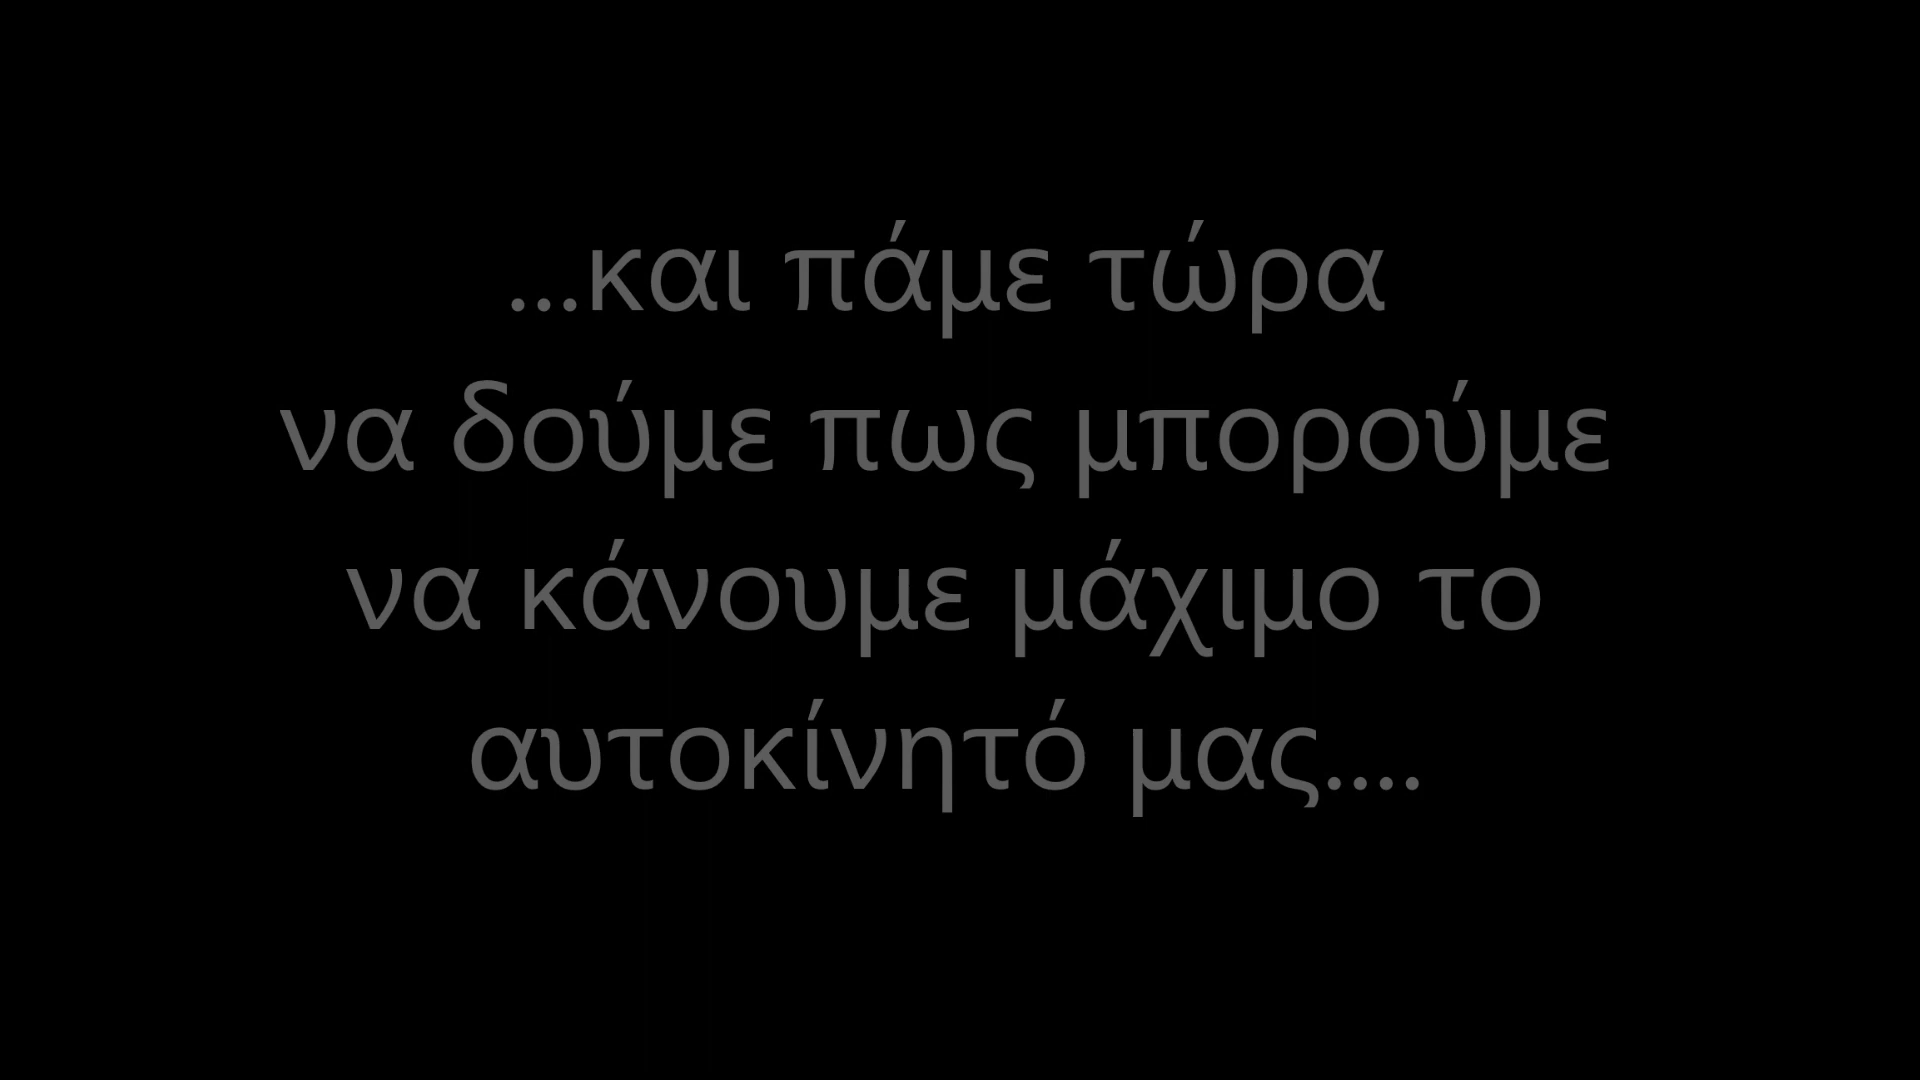 ...και πάμε τώρα
να δούμε πως μπορούμε
να κάνουμε μάχιμο το
αυτοκίνητό μας....